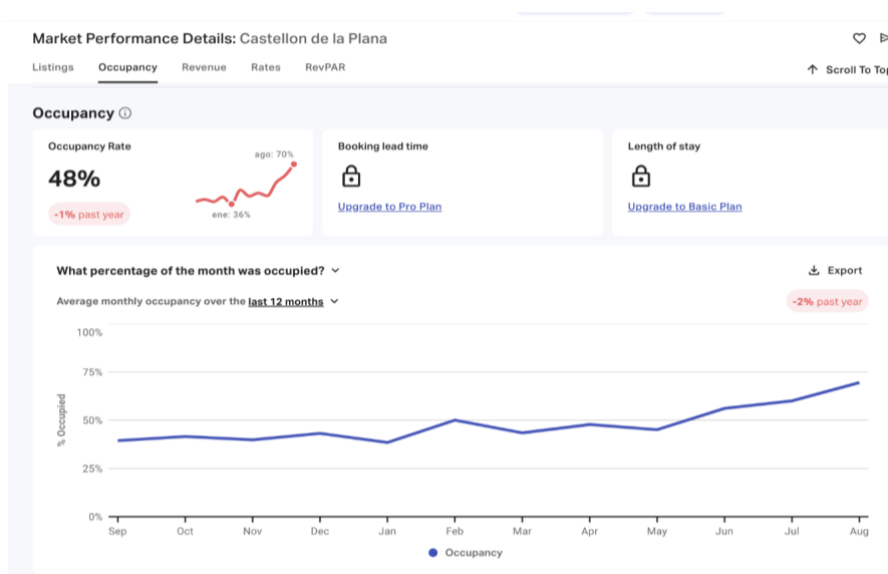 Market Performance Details: Castellon de la Plana
Listings Occupancy Revenue Rates RevPAR
Scroll To Top
Occupancy
Occupancy Rate
48%
-1% past year
ago: 70%
ene: 36%
Booking lead time
Upgrade to Pro Plan
Length of stay
Upgrade to Basic Plan
What percentage of the month was occupied?
Export
Average monthly occupancy over the last 12 months
-2% past year
100%
75%
50%
25%
0%
% Occupied
Sep Oct Nov Dec Jan Feb Mar Apr May Jun Jul Aug
Occupancy